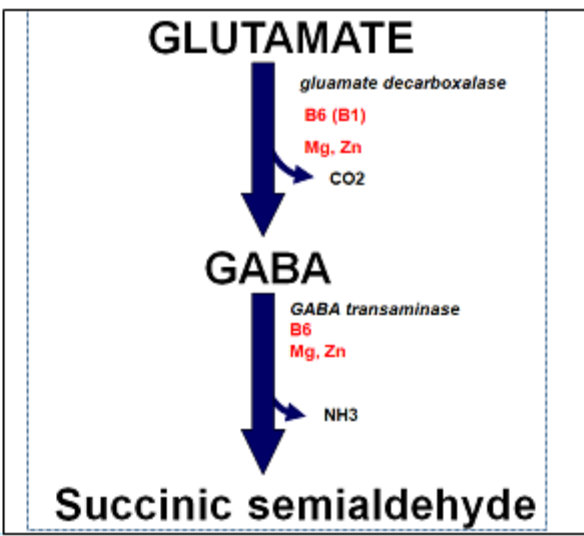 GLUTAMATE
gluamate decarboxalase
B6 (B1)
Mg, Zn
CO2
GABA
GABA transaminase
B6
Mg, Zn
NH3
Succinic semialdehyde